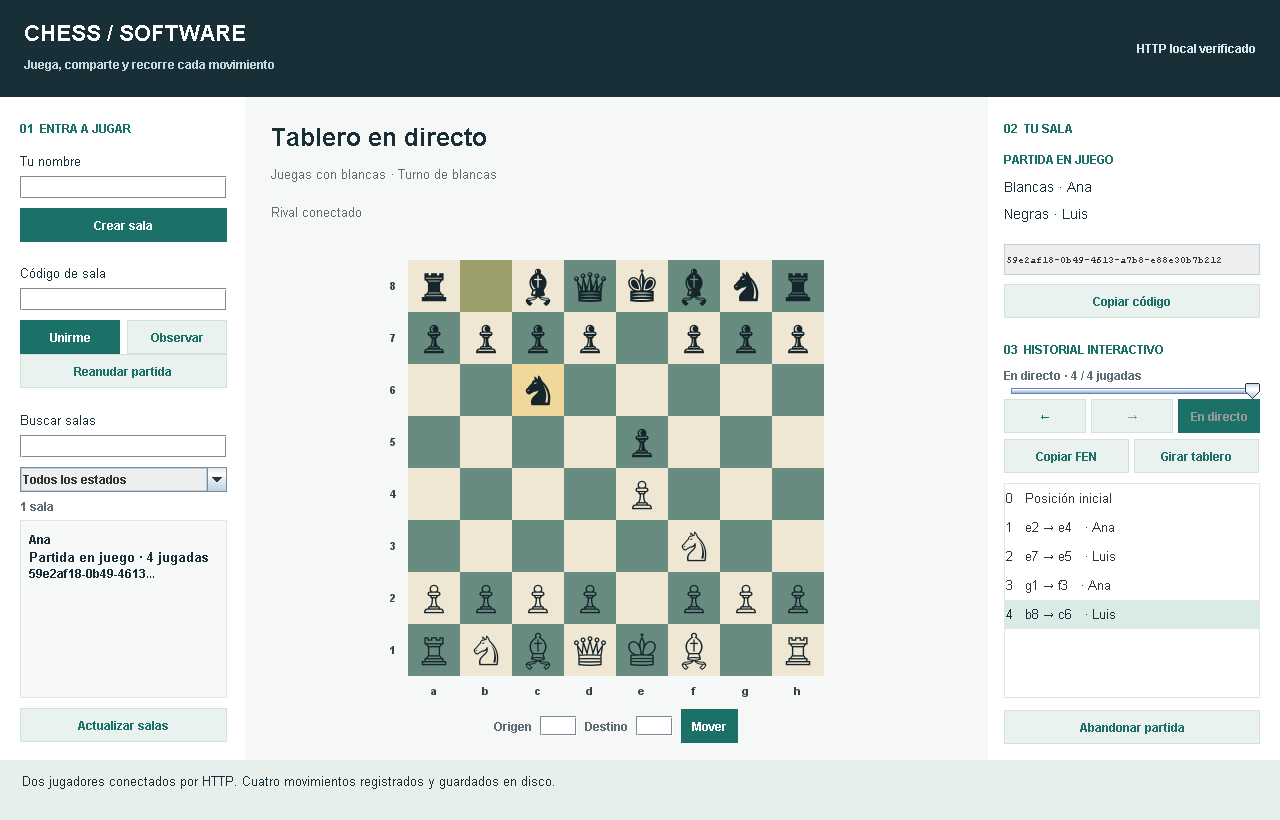 CHESS / SOFTWARE
Juega, comparte y recorre cada movimiento
HTTP local verificado
01 ENTRA A JUGAR
Tu nombre
Crear sala
Código de sala
Unirme
Observar
Reanudar partida
Buscar salas
Todos los estados
1 sala
Ana
Partida en juego · 4 jugadas
59e2af18-0b49-4613...
Actualizar salas
Tablero en directo
Juegas con blancas · Turno de blancas
Rival conectado
8
7
6
5
4
3
2
1
a b c d e f g h
Origen
Destino
Mover
02 TU SALA
PARTIDA EN JUEGO
Blancas · Ana
Negras · Luis
59e2af18-0b49-4613-a7b8-e88e30b7b212
Copiar código
03 HISTORIAL INTERACTIVO
En directo · 4 / 4 jugadas
←
→
En directo
Copiar FEN
Girar tablero
0 Posición inicial
1 e2 → e4 · Ana
2 e7 → e5 · Luis
3 g1 → f3 · Ana
4 b8 → c6 · Luis
Abandonar partida
Dos jugadores conectados por HTTP. Cuatro movimientos registrados y guardados en disco.